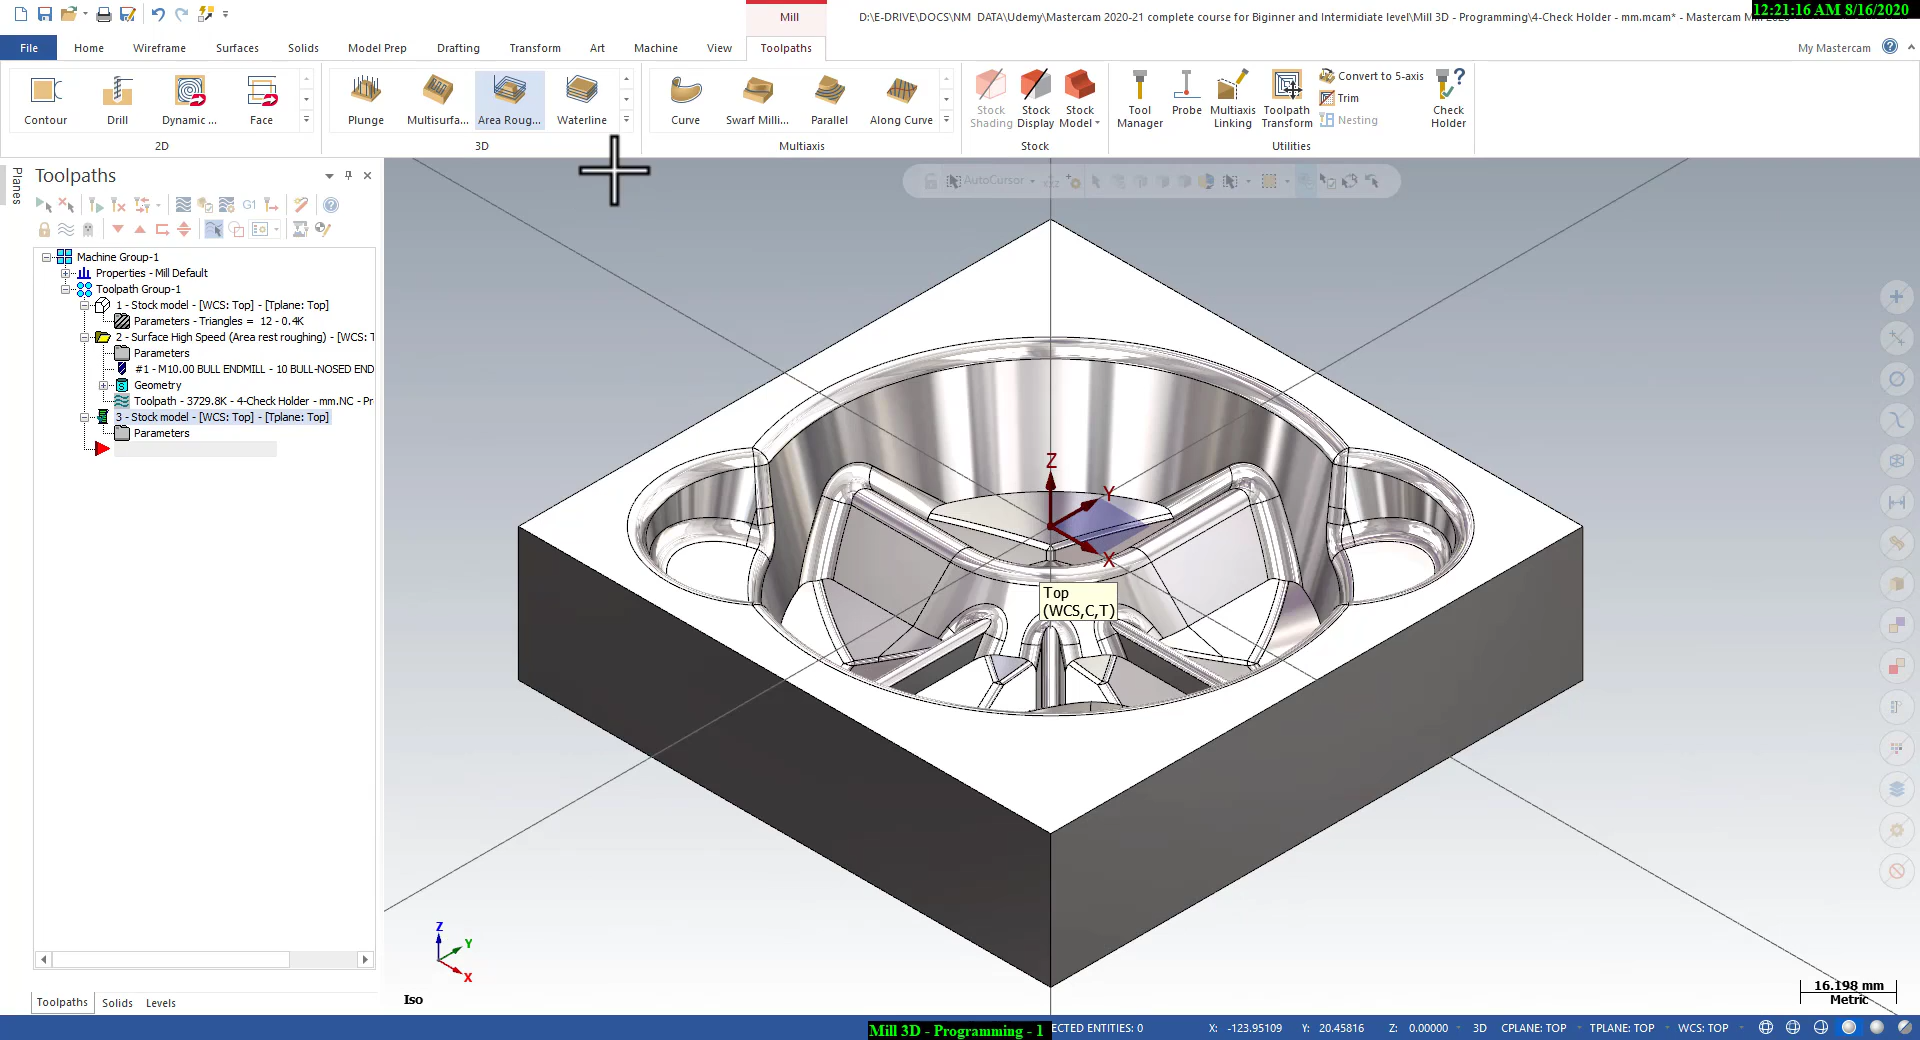 Mill
D:\E-DRIVE\DOCS\NM DATA\Udemy\Mastercam 2020-21 complete course for Biginner and Intermidiate level\Mill 3D - Programming\4-Check Holder - mm.mcam* - Mastercam
12:21:16 AM 8/16/2020
File
Home
Wireframe
Surfaces
Solids
Model Prep
Drafting
Transform
Art
Machine
View
Toolpaths
My Mastercam
Contour
Drill
Dynamic ...
Face
2D
Plunge
Multisurfa...
Area Roug...
Waterline
3D
Curve
Swarf Milli...
Parallel
Along Curve
Multiaxis
Stock Shading
Stock Display
Stock Model
Stock
Tool Manager
Probe
Multiaxis Linking
Toolpath Transform
Convert to 5-axis
Trim
Nesting
Check Holder
Utilities
Planes
Toolpaths
AutoCursor
G1
Machine Group-1
Properties - Mill Default
Toolpath Group-1
1 - Stock model - [WCS: Top] - [Tplane: Top]
Parameters - Triangles = 12 - 0.4K
2 - Surface High Speed (Area rest roughing) - [WCS: T
Parameters
#1 - M10.00 BULL ENDMILL - 10 BULL-NOSED END
Geometry
Toolpath - 3729.8K - 4-Check Holder - mm.NC - Pr
3 - Stock model - [WCS: Top] - [Tplane: Top]
Parameters
Z
Y
X
Top
(WCS,C,T)
Z
Y
X
Iso
16.198 mm
Metric
Toolpaths
Solids
Levels
Mill 3D - Programming - 1
ECTED ENTITIES: 0
X: -123.95109
Y: 20.45816
Z: 0.00000
3D
CPLANE: TOP
TPLANE: TOP
WCS: TOP